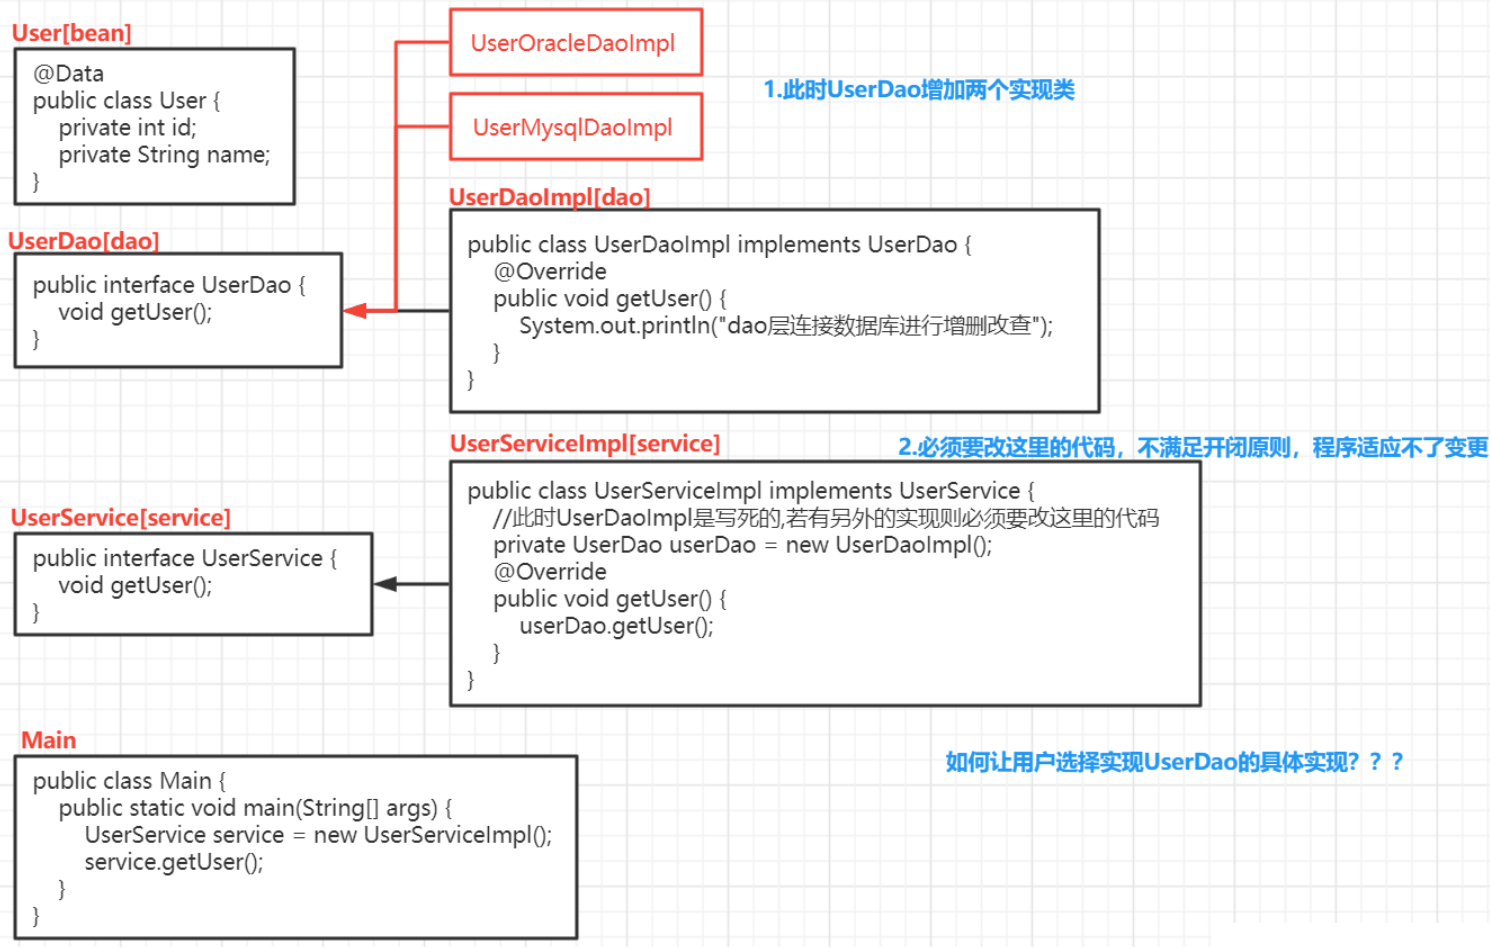 User[bean]
@Data
public class User {
private int id;
private String name;
}
UserOracleDaoImpl
UserMysqlDaoImpl
1.此时UserDao增加两个实现类
UserDao[dao]
public interface UserDao {
void getUser();
}
UserDaoImpl[dao]
public class UserDaoImpl implements UserDao {
@Override
public void getUser() {
System.out.println("dao层连接数据库进行增删改查");
}
}
UserService[service]
public interface UserService {
void getUser();
}
UserServiceImpl[service]
2.必须要改这里的代码，不满足开闭原则，程序适应不了变更
public class UserServiceImpl implements UserService {
//此时UserDaoImpl是写死的,若有另外的实现则必须要改这里的代码
private UserDao userDao = new UserDaoImpl();
@Override
public void getUser() {
userDao.getUser();
}
}
Main
public class Main {
public static void main(String[] args) {
UserService service = new UserServiceImpl();
service.getUser();
}
}
如何让用户选择实现UserDao的具体实现？？？